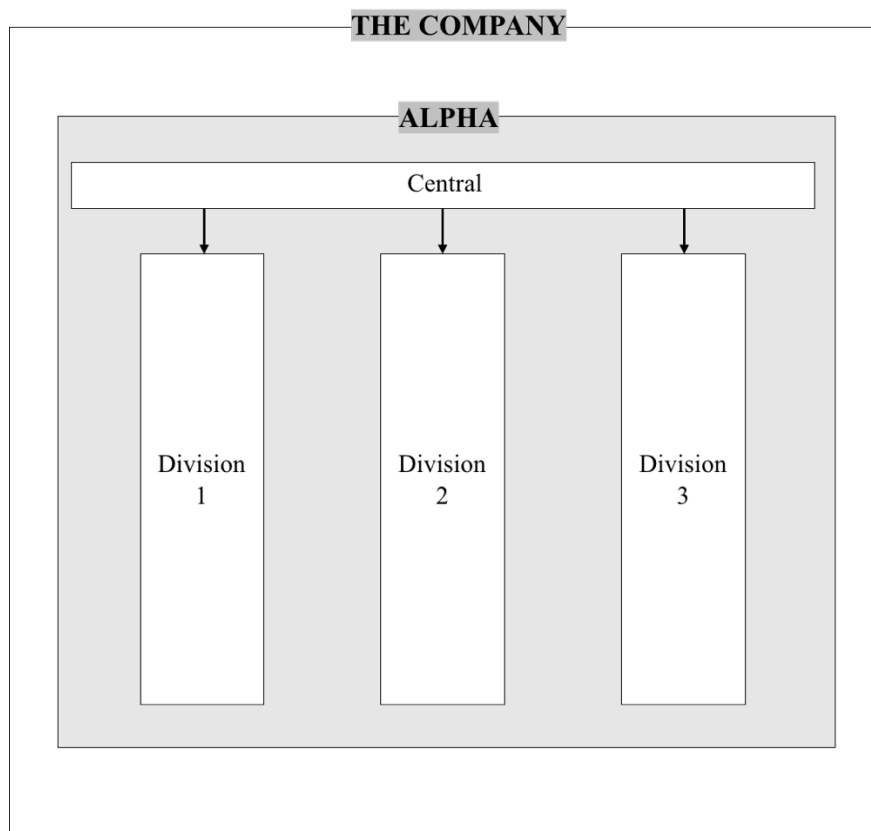 THE COMPANY
ALPHA
Central
Division
1
Division
2
Division
3